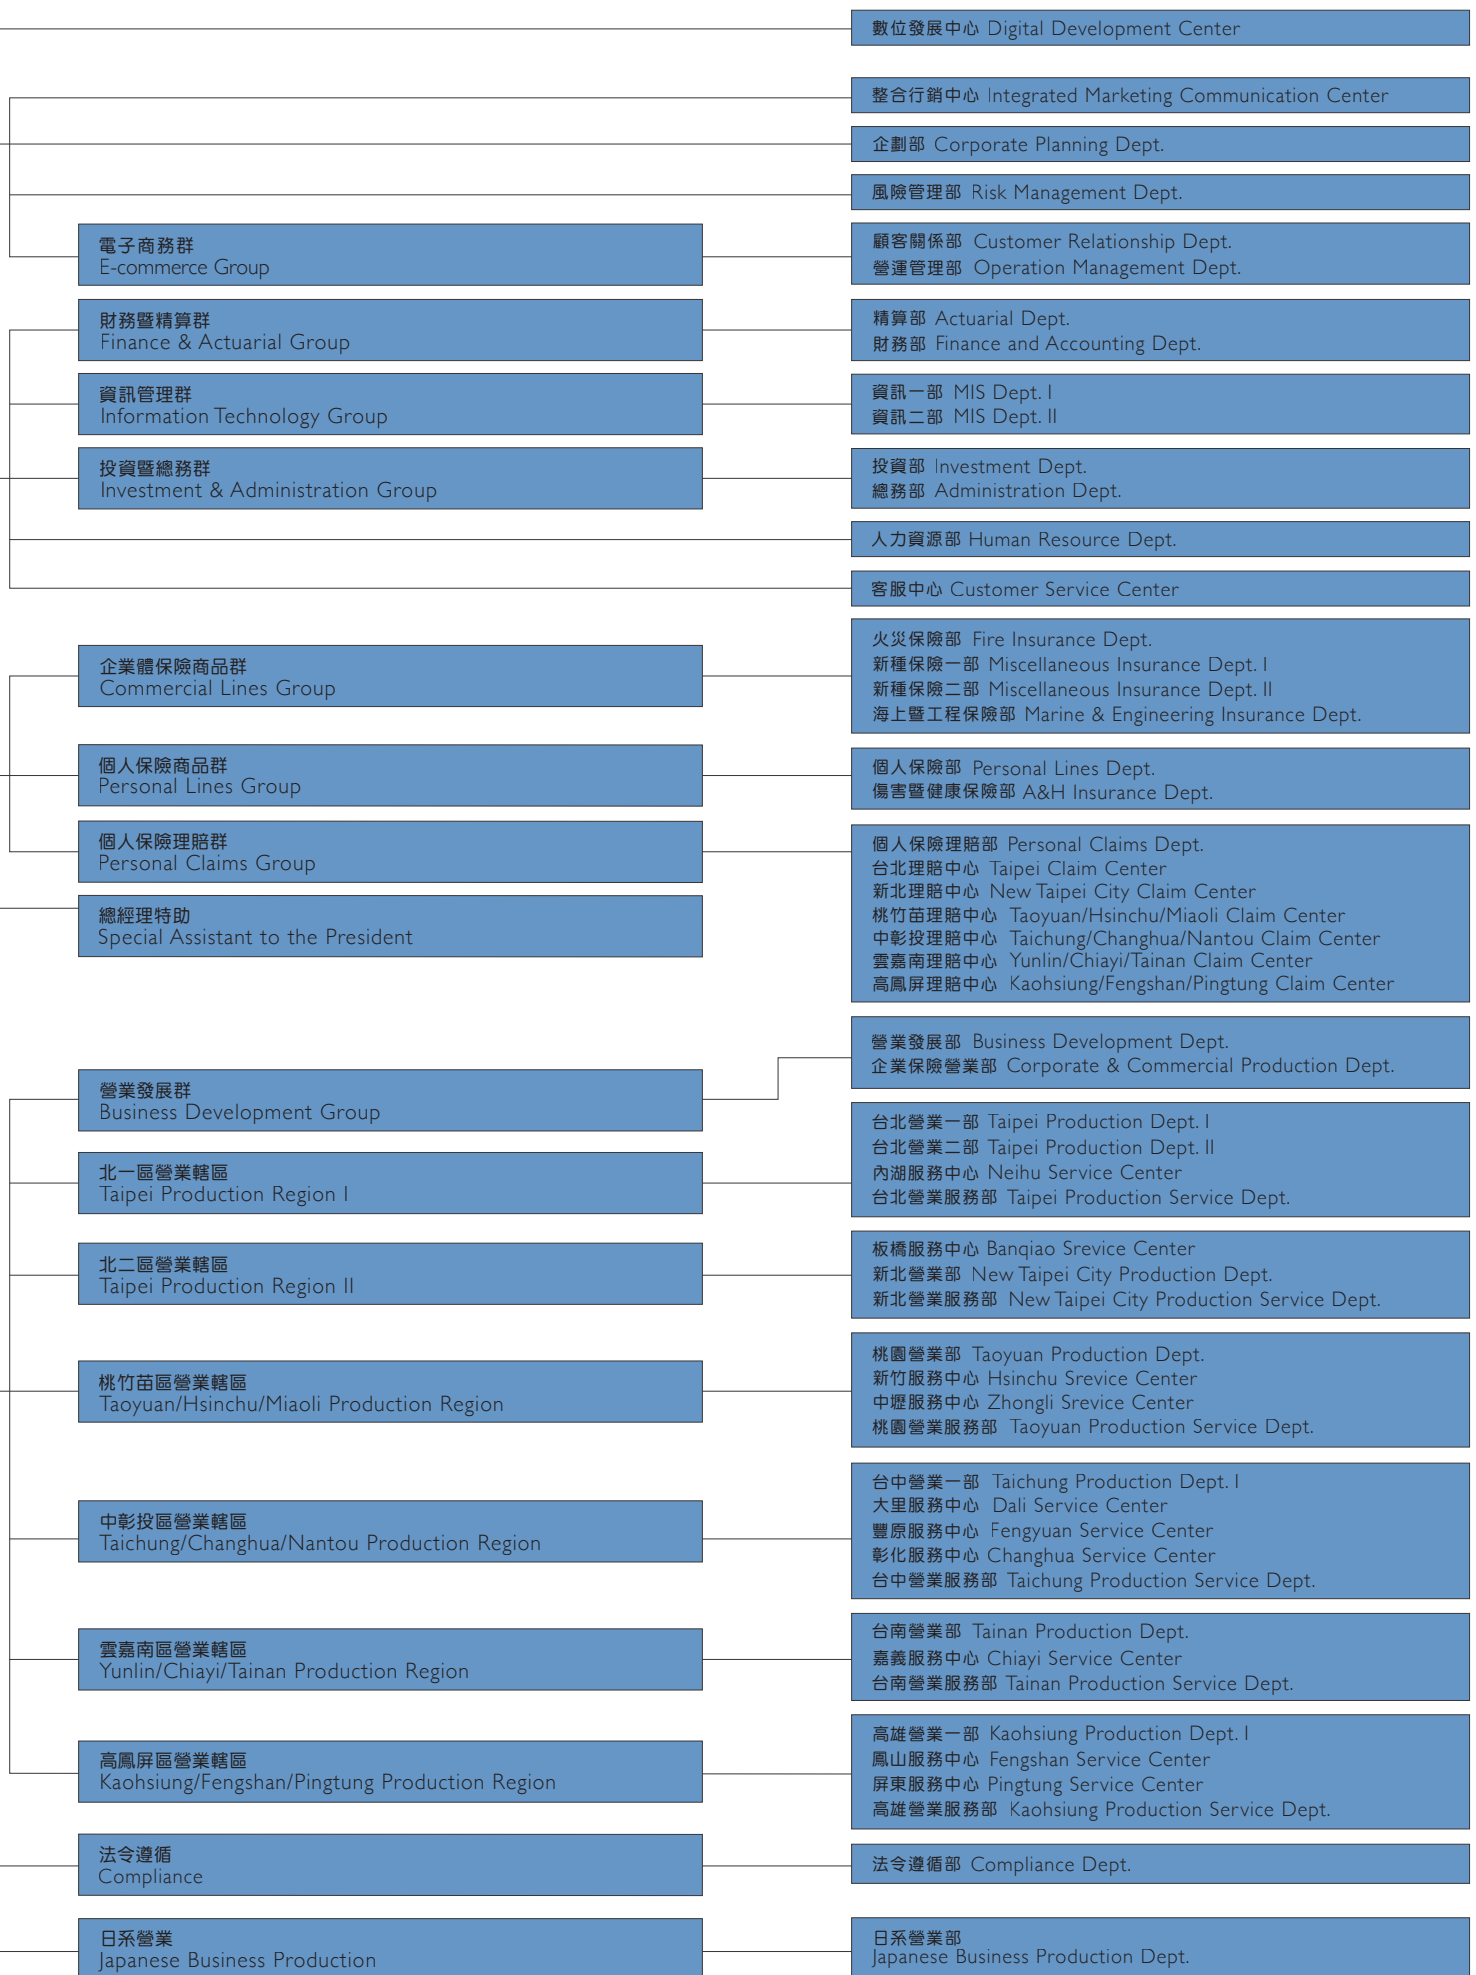 數位發展中心 Digital Development Center
整合行銷中心 Integrated Marketing Communication Center
企劃部 Corporate Planning Dept.
風險管理部 Risk Management Dept.
電子商務群
E-commerce Group
顧客關係部 Customer Relationship Dept.
營運管理部 Operation Management Dept.
財務暨精算群
Finance & Actuarial Group
精算部 Actuarial Dept.
財務部 Finance and Accounting Dept.
資訊管理群
Information Technology Group
資訊一部 MIS Dept. I
資訊二部 MIS Dept. II
投資暨總務群
Investment & Administration Group
投資部 Investment Dept.
總務部 Administration Dept.
人力資源部 Human Resource Dept.
客服中心 Customer Service Center
企業體保險商品群
Commercial Lines Group
火災保險部 Fire Insurance Dept.
新種保險一部 Miscellaneous Insurance Dept. I
新種保險二部 Miscellaneous Insurance Dept. II
海上暨工程保險部 Marine & Engineering Insurance Dept.
個人保險商品群
Personal Lines Group
個人保險部 Personal Lines Dept.
傷害暨健康保險部 A&H Insurance Dept.
個人保險理賠群
Personal Claims Group
個人保險理賠部 Personal Claims Dept.
台北理賠中心 Taipei Claim Center
新北理賠中心 New Taipei City Claim Center
桃竹苗理賠中心 Taoyuan/Hsinchu/Miaoli Claim Center
中彰投理賠中心 Taichung/Changhua/Nantou Claim Center
雲嘉南理賠中心 Yunlin/Chiayi/Tainan Claim Center
高鳳屏理賠中心 Kaohsiung/Fengshan/Pingtung Claim Center
總經理特助
Special Assistant to the President
營業發展群
Business Development Group
營業發展部 Business Development Dept.
企業保險營業部 Corporate & Commercial Production Dept.
北一區營業轄區
Taipei Production Region I
台北營業一部 Taipei Production Dept. I
台北營業二部 Taipei Production Dept. II
內湖服務中心 Neihu Service Center
台北營業服務部 Taipei Production Service Dept.
北二區營業轄區
Taipei Production Region II
板橋服務中心 Banqiao Srevice Center
新北營業部 New Taipei City Production Dept.
新北營業服務部 New Taipei City Production Service Dept.
桃竹苗區營業轄區
Taoyuan/Hsinchu/Miaoli Production Region
桃園營業部 Taoyuan Production Dept.
新竹服務中心 Hsinchu Srevice Center
中壢服務中心 Zhongli Srevice Center
桃園營業服務部 Taoyuan Production Service Dept.
中彰投區營業轄區
Taichung/Changhua/Nantou Production Region
台中營業一部 Taichung Production Dept. I
大里服務中心 Dali Service Center
豐原服務中心 Fengyuan Service Center
彰化服務中心 Changhua Service Center
台中營業服務部 Taichung Production Service Dept.
雲嘉南區營業轄區
Yunlin/Chiayi/Tainan Production Region
台南營業部 Tainan Production Dept.
嘉義服務中心 Chiayi Service Center
台南營業服務部 Tainan Production Service Dept.
高鳳屏區營業轄區
Kaohsiung/Fengshan/Pingtung Production Region
高雄營業一部 Kaohsiung Production Dept. I
鳳山服務中心 Fengshan Service Center
屏東服務中心 Pingtung Service Center
高雄營業服務部 Kaohsiung Production Service Dept.
法令遵循
Compliance
法令遵循部 Compliance Dept.
日系營業
Japanese Business Production
日系營業部
Japanese Business Production Dept.